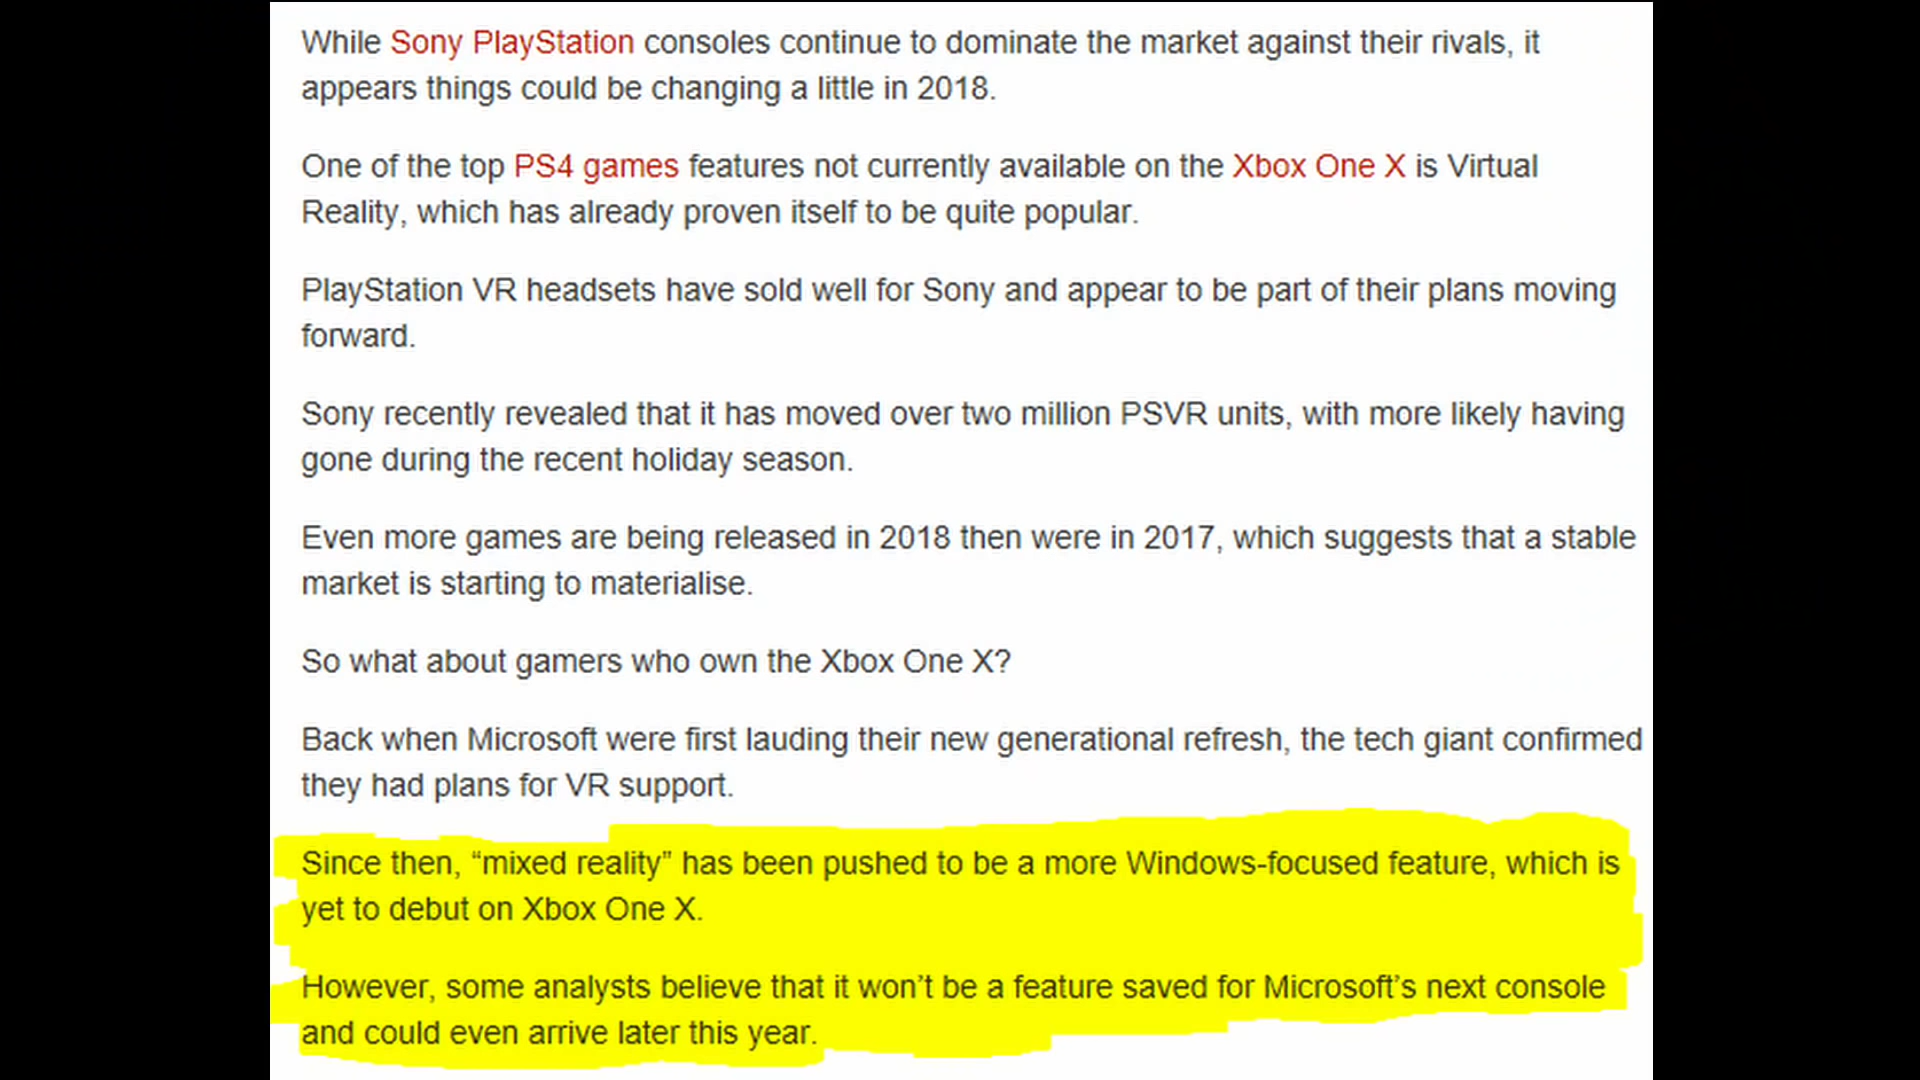 While Sony PlayStation consoles continue to dominate the market against their rivals, it
appears things could be changing a little in 2018.
One of the top PS4 games features not currently available on the Xbox One X is Virtual
Reality, which has already proven itself to be quite popular.
PlayStation VR headsets have sold well for Sony and appear to be part of their plans moving
forward.
Sony recently revealed that it has moved over two million PSVR units, with more likely having
gone during the recent holiday season.
Even more games are being released in 2018 then were in 2017, which suggests that a stable
market is starting to materialise.
So what about gamers who own the Xbox One X?
Back when Microsoft were first lauding their new generational refresh, the tech giant confirmed
they had plans for VR support.
Since then, “mixed reality” has been pushed to be a more Windows-focused feature, which is
yet to debut on Xbox One X.
However, some analysts believe that it won’t be a feature saved for Microsoft’s next console
and could even arrive later this year.